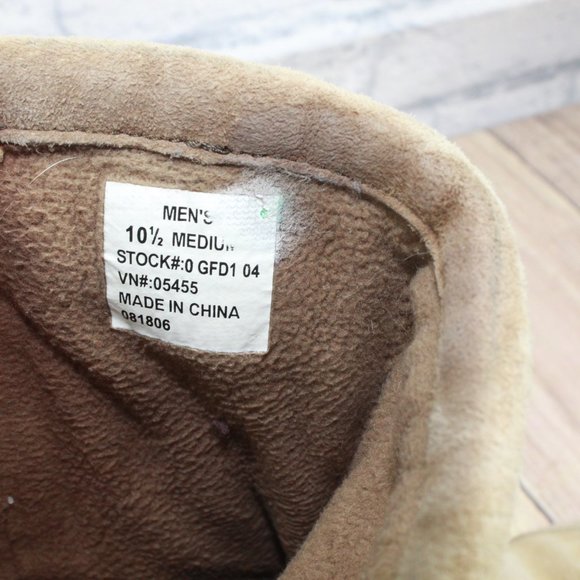 MEN'S
10½ MEDIUM
STOCK#:0 GFD1 04
VN#:05455
MADE IN CHINA
081806